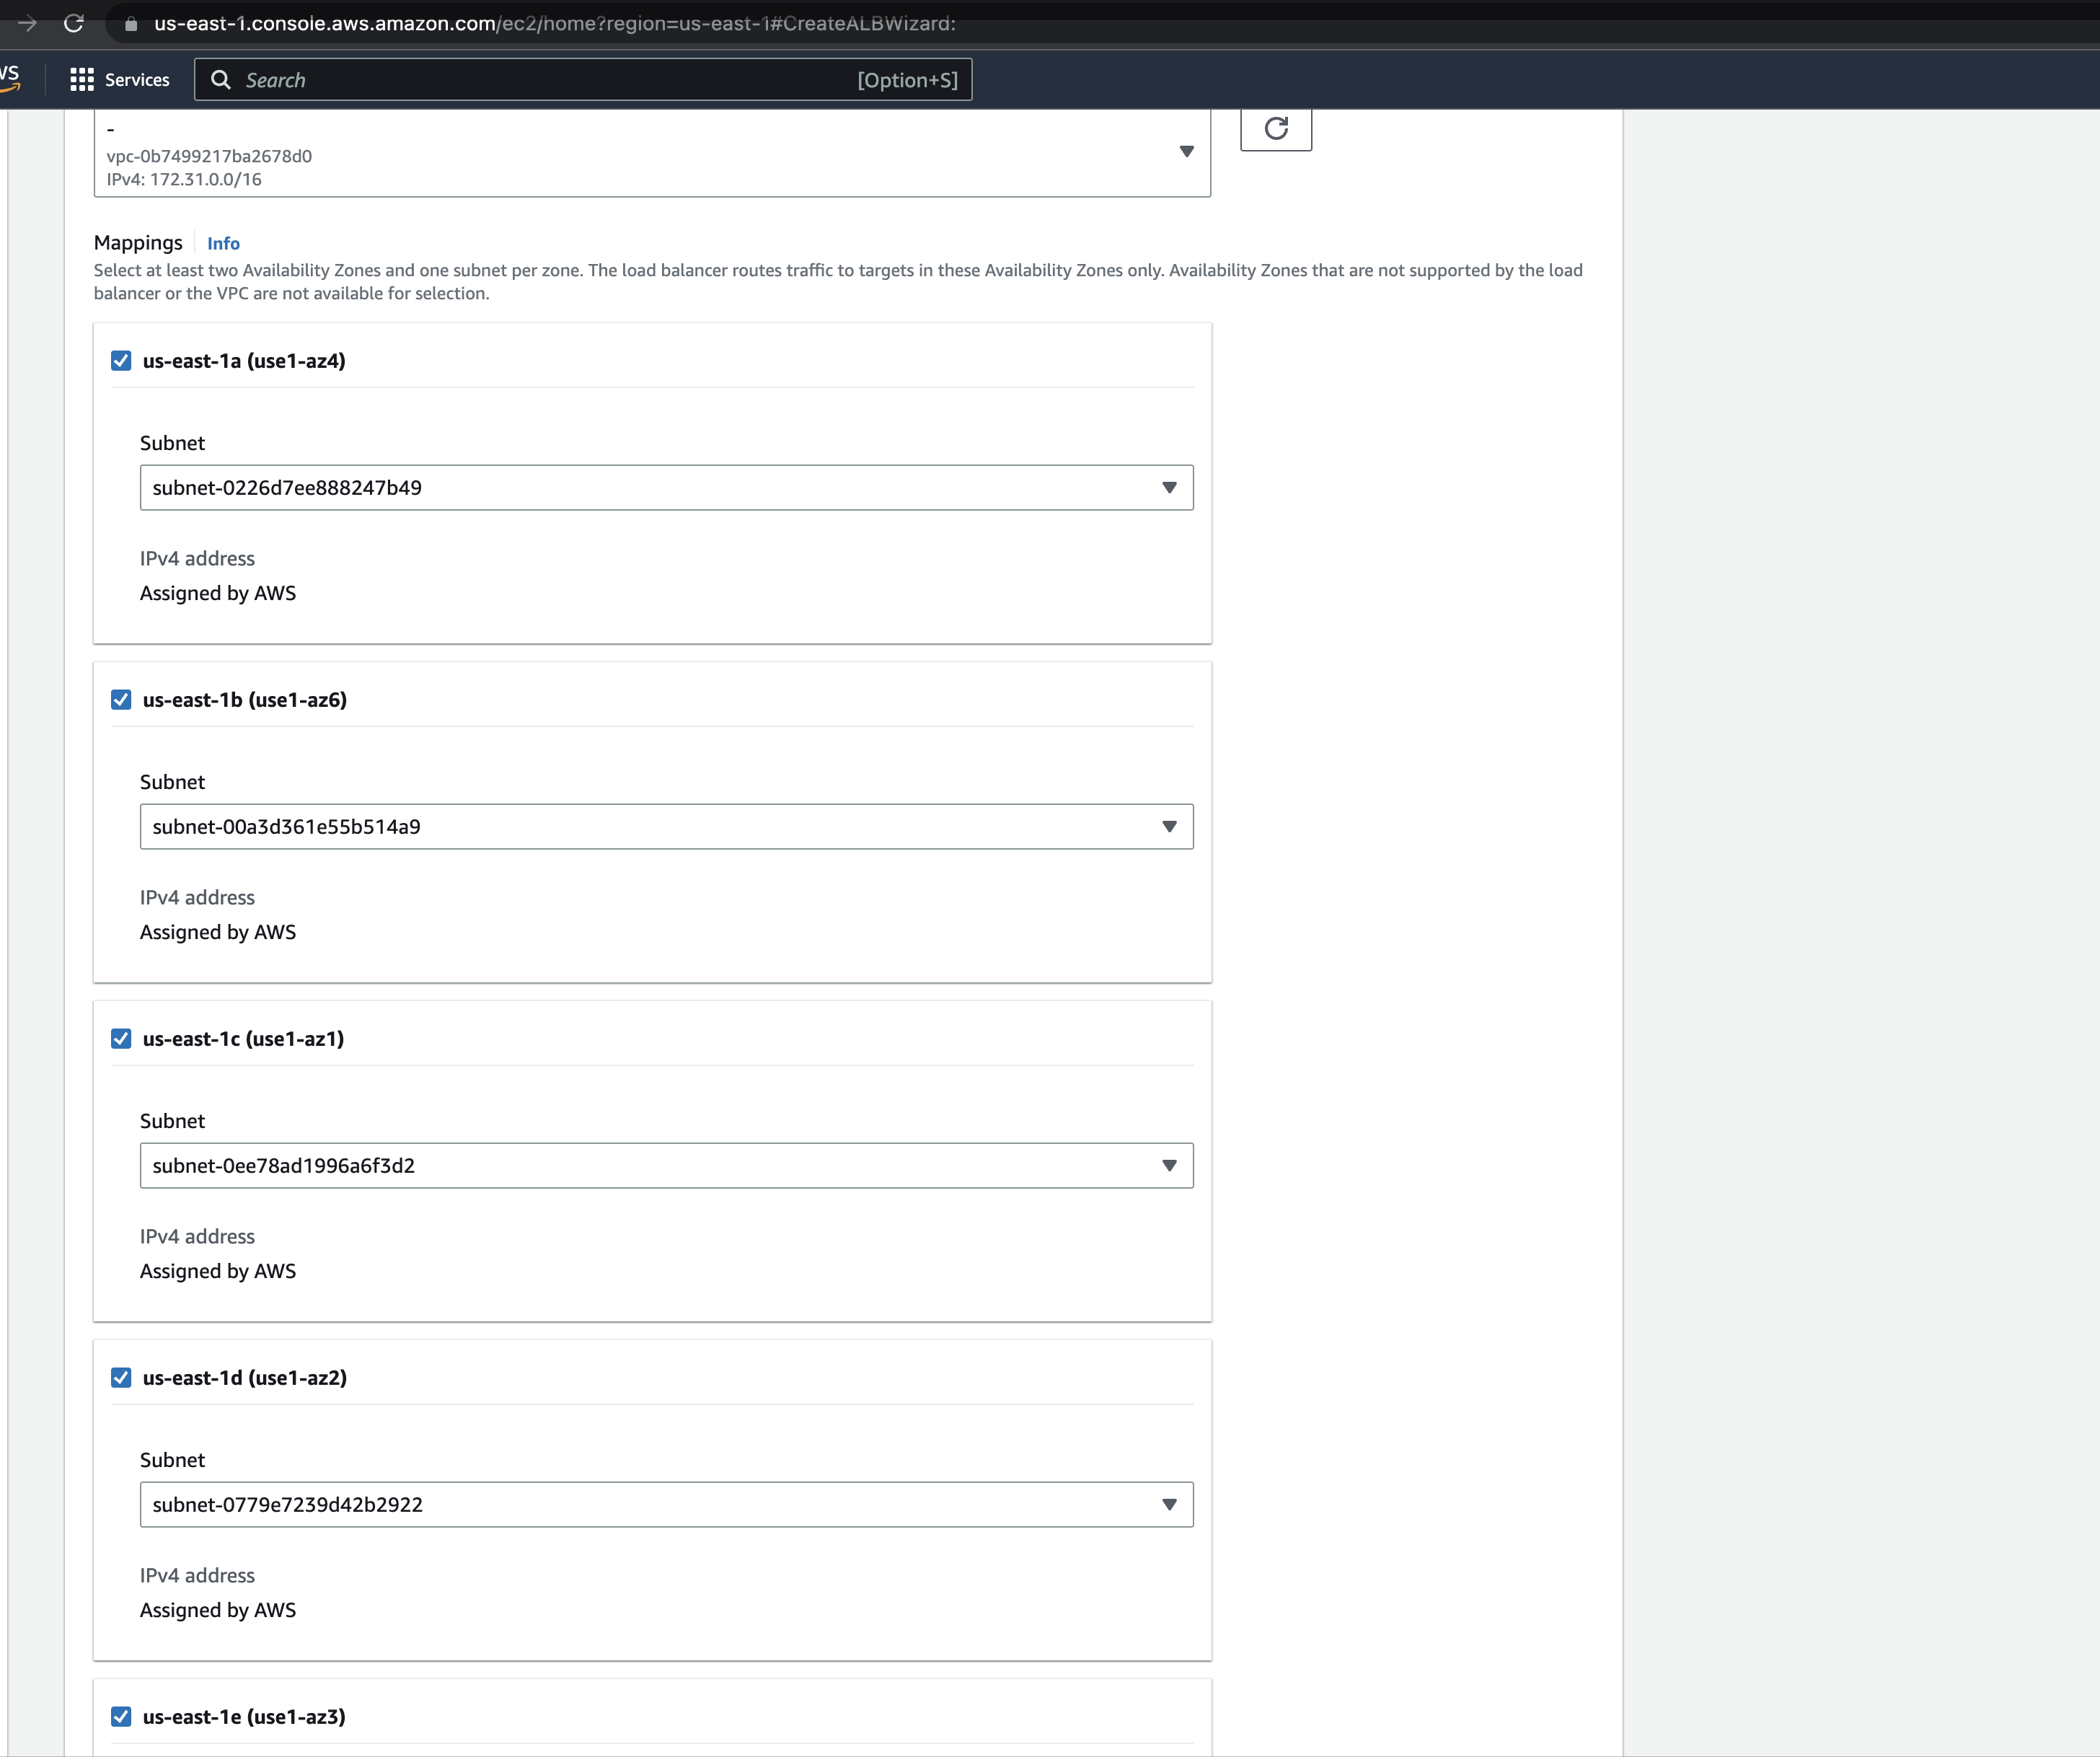 us-east-1.console.aws.amazon.com/ec2/home?region=us-east-1#CreateALBWizard:
Services
Search
[Option+S]
-
vpc-0b7499217ba2678d0
IPv4: 172.31.0.0/16
Mappings
Info
Select at least two Availability Zones and one subnet per zone. The load balancer routes traffic to targets in these Availability Zones only. Availability Zones that are not supported by the load
balancer or the VPC are not available for selection.
us-east-1a (use1-az4)
Subnet
subnet-0226d7ee888247b49
IPv4 address
Assigned by AWS
us-east-1b (use1-az6)
Subnet
subnet-00a3d361e55b514a9
IPv4 address
Assigned by AWS
us-east-1c (use1-az1)
Subnet
subnet-0ee78ad1996a6f3d2
IPv4 address
Assigned by AWS
us-east-1d (use1-az2)
Subnet
subnet-0779e7239d42b2922
IPv4 address
Assigned by AWS
us-east-1e (use1-az3)